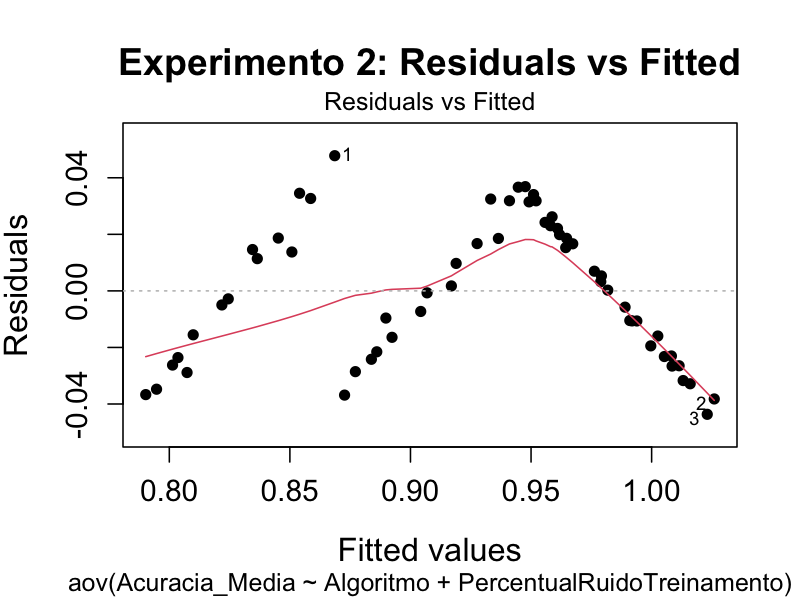 Experimento 2: Residuals vs Fitted
Residuals vs Fitted
Residuals
0.04
0.00
-0.04
1
2
3
0.80 0.85 0.90 0.95 1.00
Fitted values
aov(Acuracia_Media ~ Algoritmo + PercentualRuidoTreinamento)